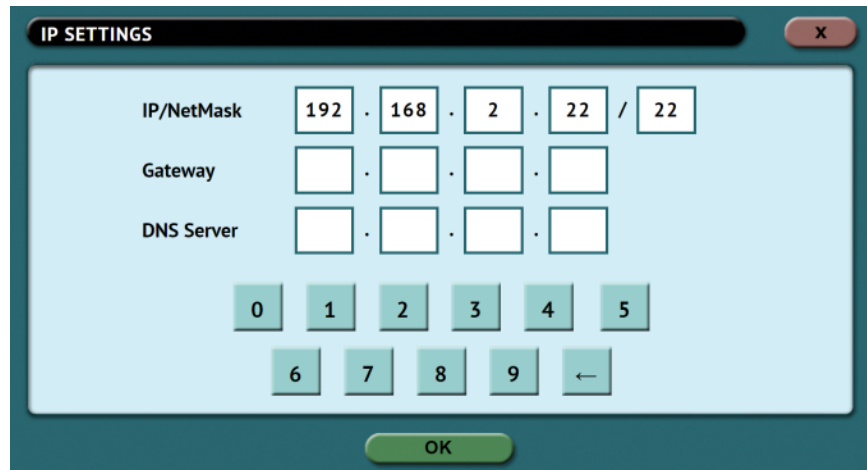 IP SETTINGS X
IP/NetMask 192 . 168 . 2 . 22 / 22
Gateway . . .
DNS Server . . .
0 1 2 3 4 5
6 7 8 9 ←
OK